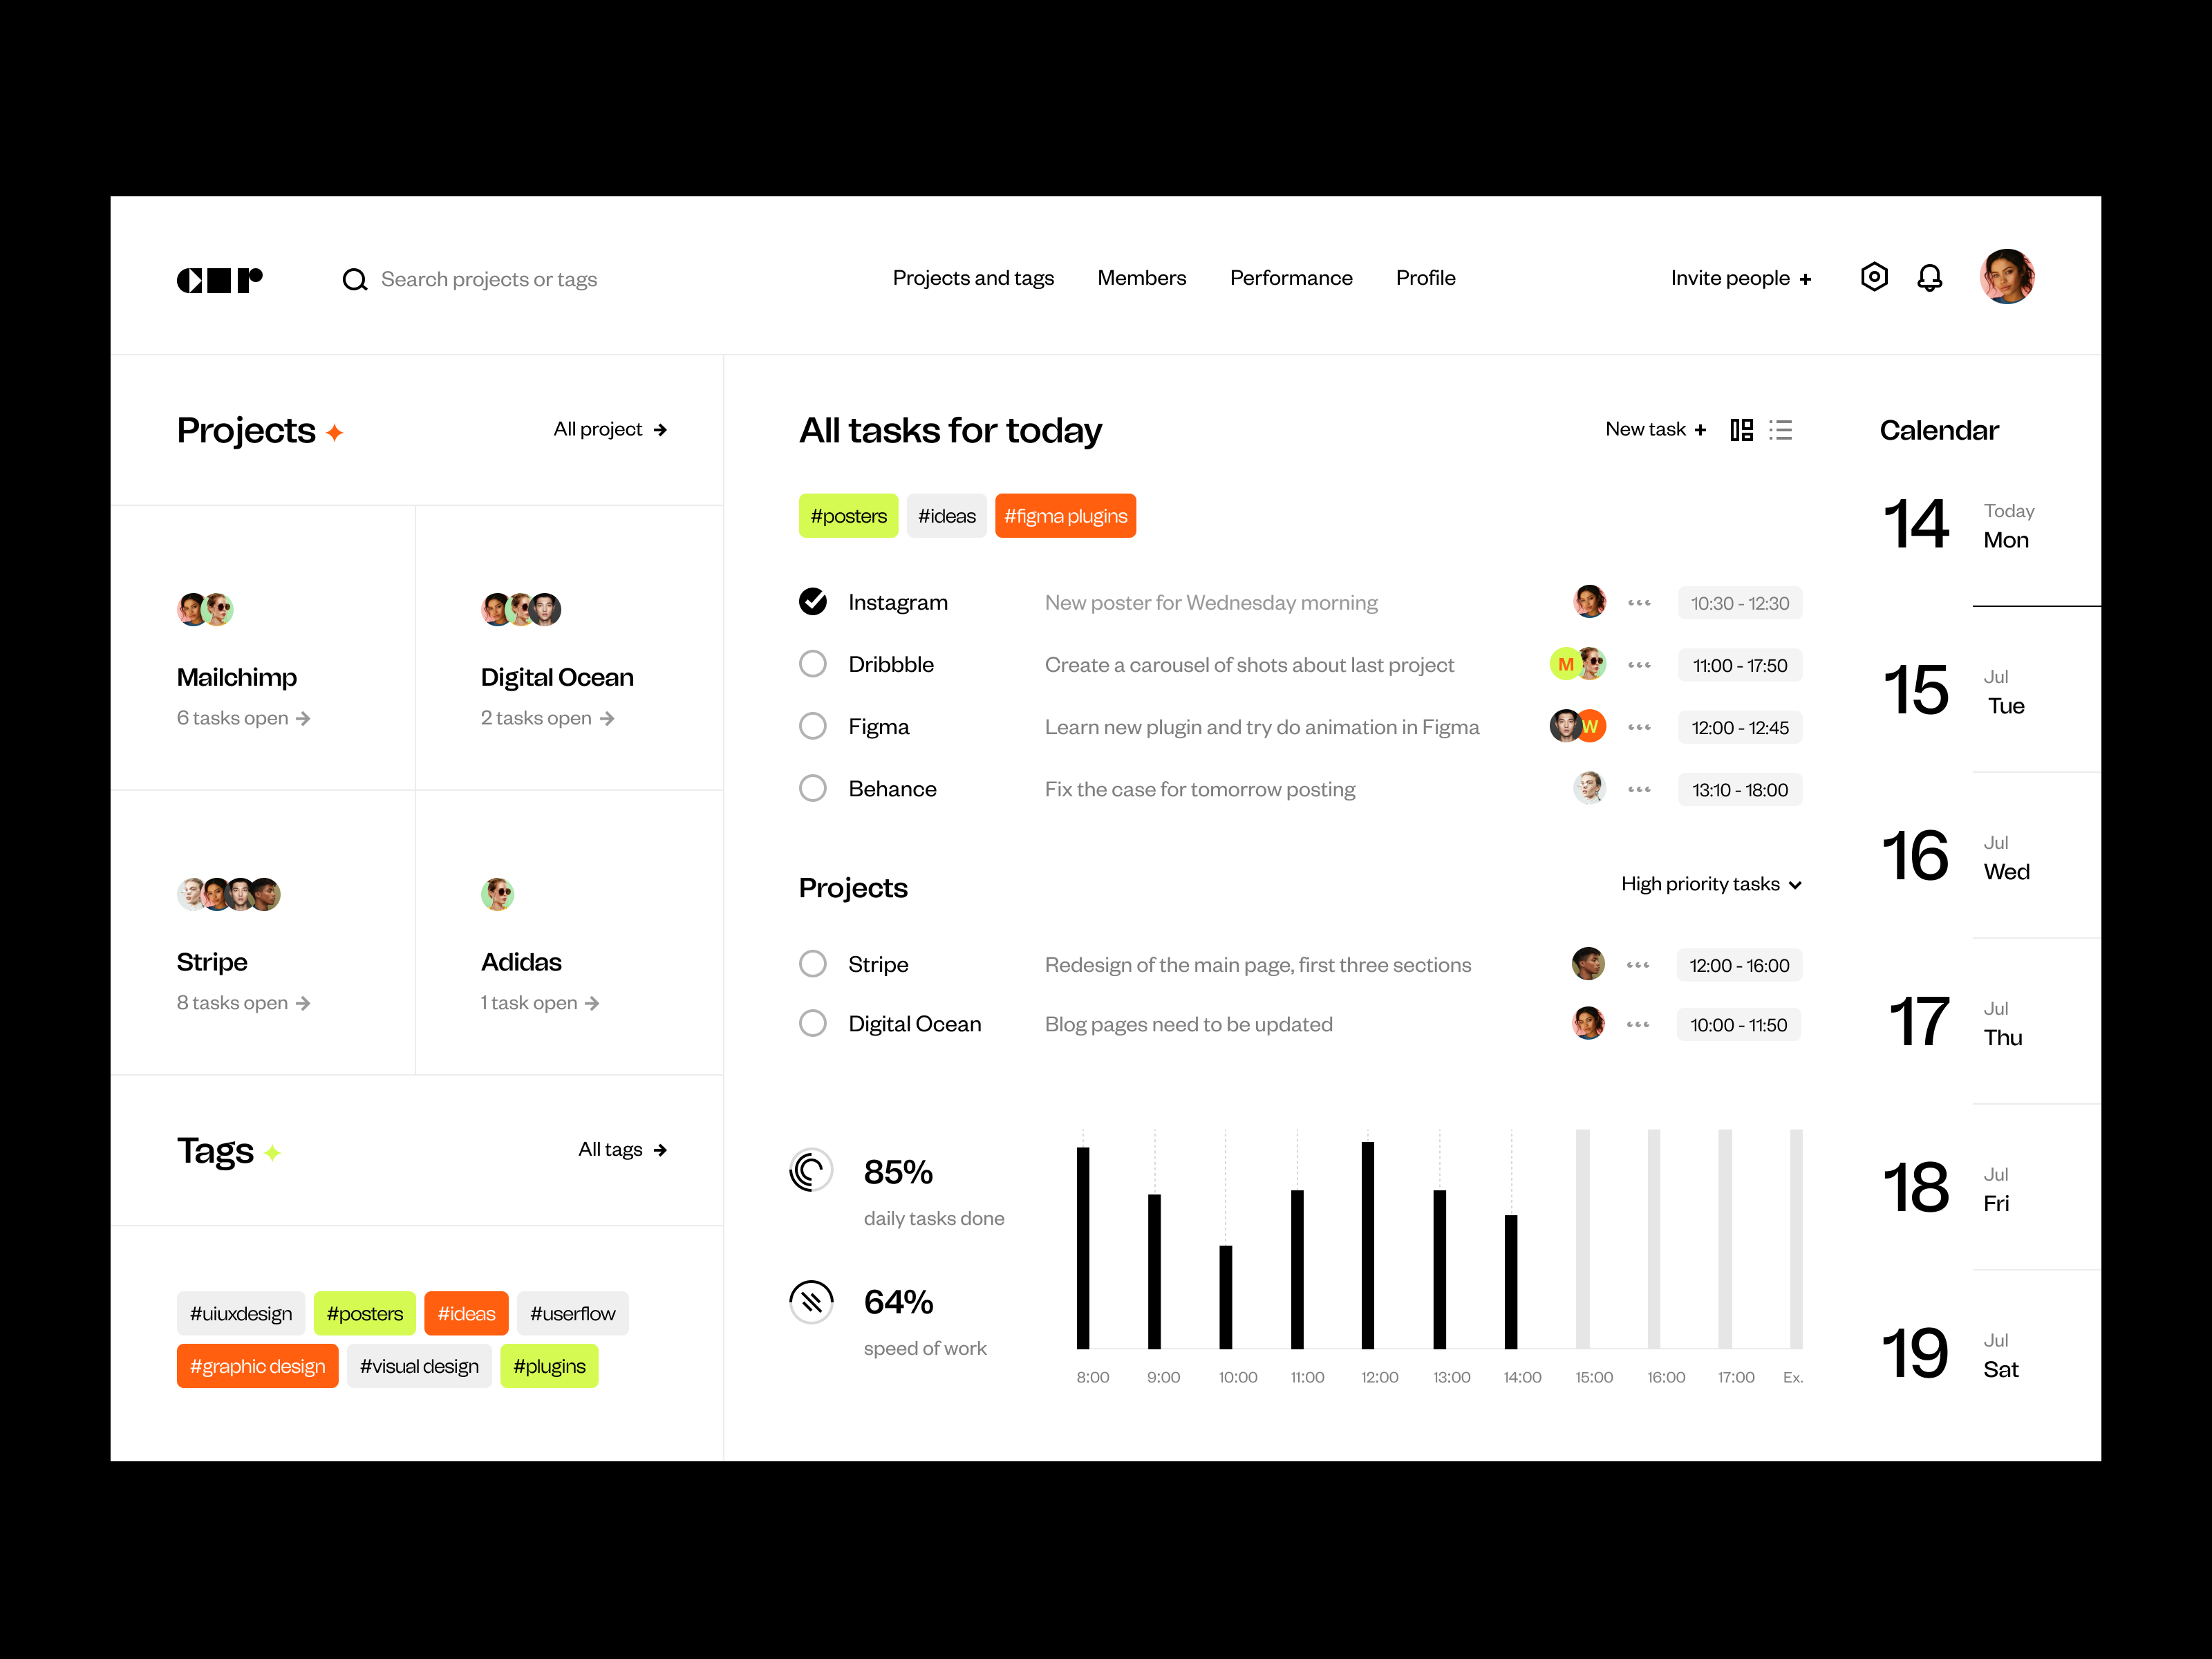 Search projects or tags
Projects and tags
Members
Performance
Profile
Invite people +
Projects
All project →
Mailchimp
6 tasks open →
Digital Ocean
2 tasks open →
Stripe
8 tasks open →
Adidas
1 task open →
Tags
All tags →
#uiuxdesign #posters #ideas #userflow
#graphic design #visual design #plugins
All tasks for today
New task +
#posters #ideas #figma plugins
Instagram New poster for Wednesday morning 10:30 - 12:30
Dribbble Create a carousel of shots about last project M 11:00 - 17:50
Figma Learn new plugin and try do animation in Figma W 12:00 - 12:45
Behance Fix the case for tomorrow posting 13:10 - 18:00
Projects
High priority tasks
Stripe Redesign of the main page, first three sections 12:00 - 16:00
Digital Ocean Blog pages need to be updated 10:00 - 11:50
85%
daily tasks done
64%
speed of work
8:00 9:00 10:00 11:00 12:00 13:00 14:00 15:00 16:00 17:00 Ex.
Calendar
14 Today
Mon
15 Jul
Tue
16 Jul
Wed
17 Jul
Thu
18 Jul
Fri
19 Jul
Sat